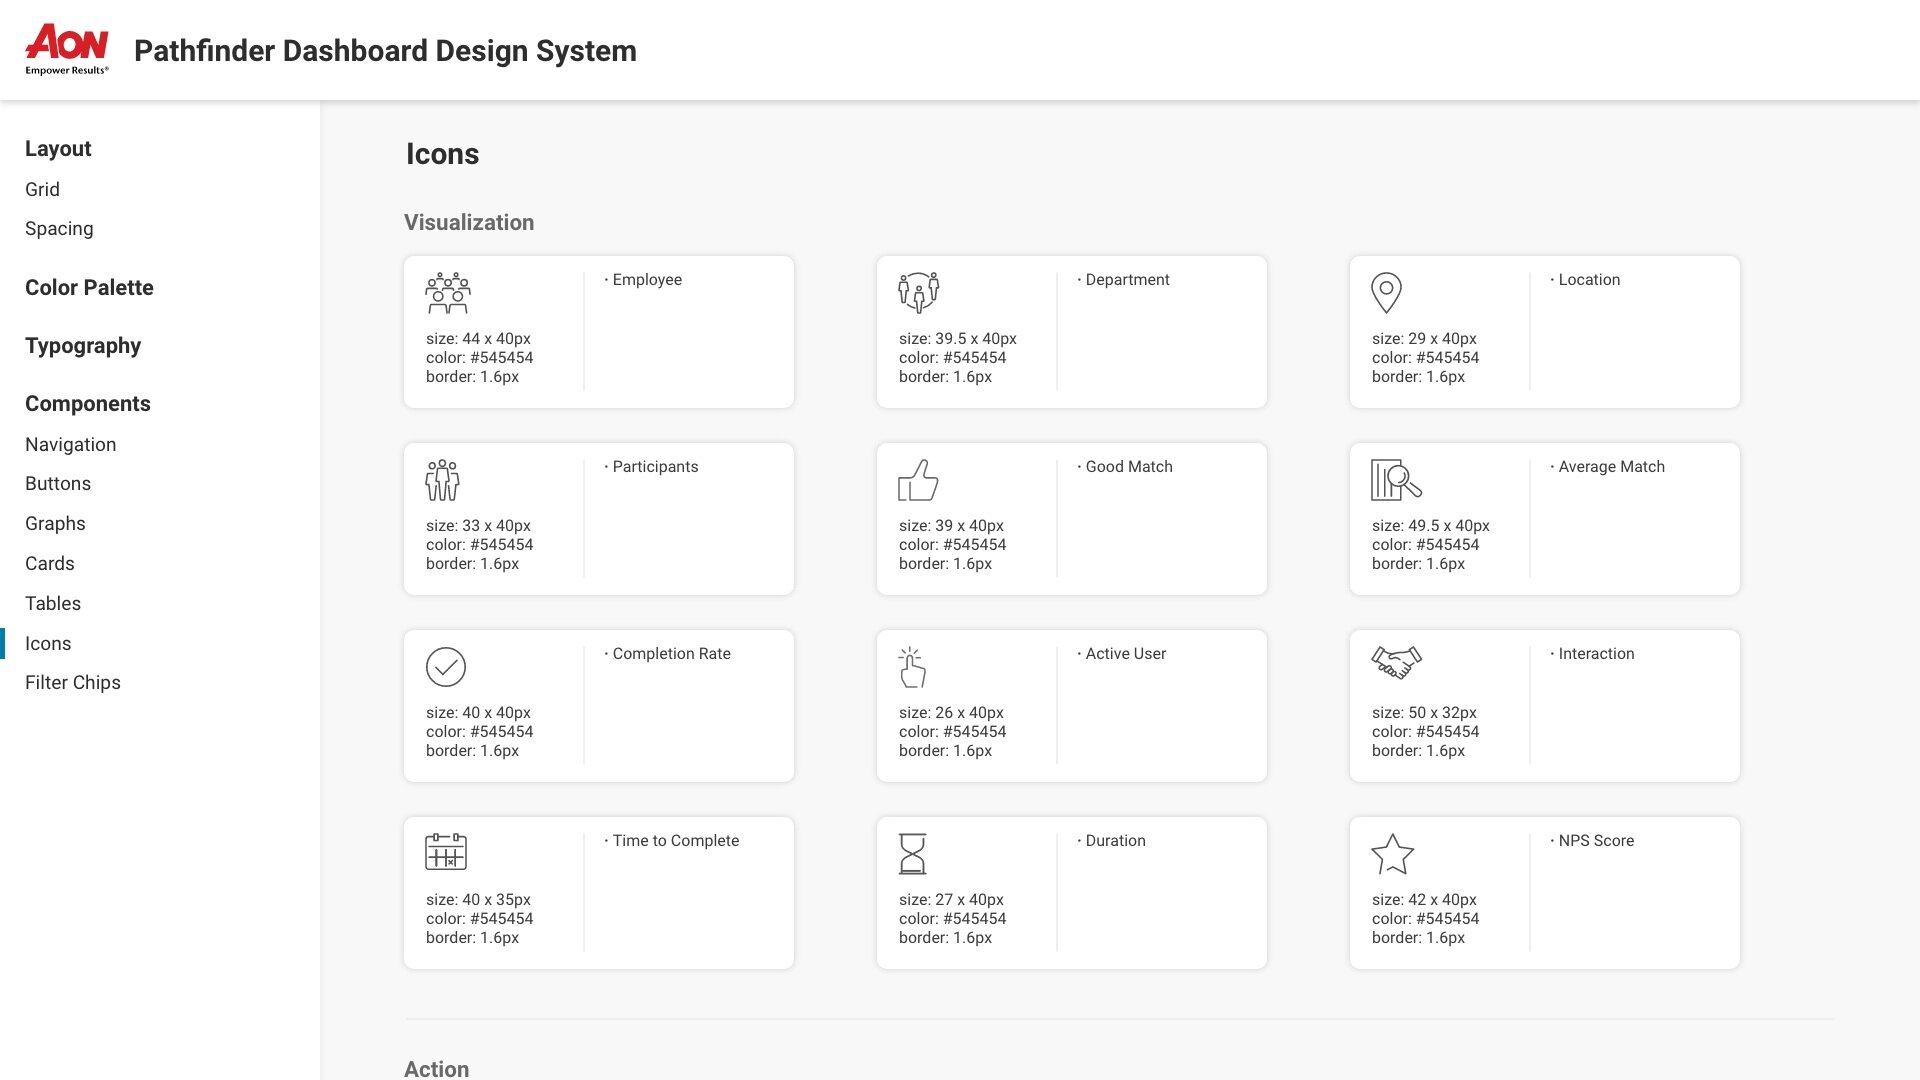 AON
Empower Results®
Pathfinder Dashboard Design System
Layout
Grid
Spacing
Color Palette
Typography
Components
Navigation
Buttons
Graphs
Cards
Tables
Icons
Filter Chips
Icons
Visualization
· Employee
size: 44 x 40px
color: #545454
border: 1.6px
· Department
size: 39.5 x 40px
color: #545454
border: 1.6px
· Location
size: 29 x 40px
color: #545454
border: 1.6px
· Participants
size: 33 x 40px
color: #545454
border: 1.6px
· Good Match
size: 39 x 40px
color: #545454
border: 1.6px
· Average Match
size: 49.5 x 40px
color: #545454
border: 1.6px
· Completion Rate
size: 40 x 40px
color: #545454
border: 1.6px
· Active User
size: 26 x 40px
color: #545454
border: 1.6px
· Interaction
size: 50 x 32px
color: #545454
border: 1.6px
· Time to Complete
size: 40 x 35px
color: #545454
border: 1.6px
· Duration
size: 27 x 40px
color: #545454
border: 1.6px
· NPS Score
size: 42 x 40px
color: #545454
border: 1.6px
Action